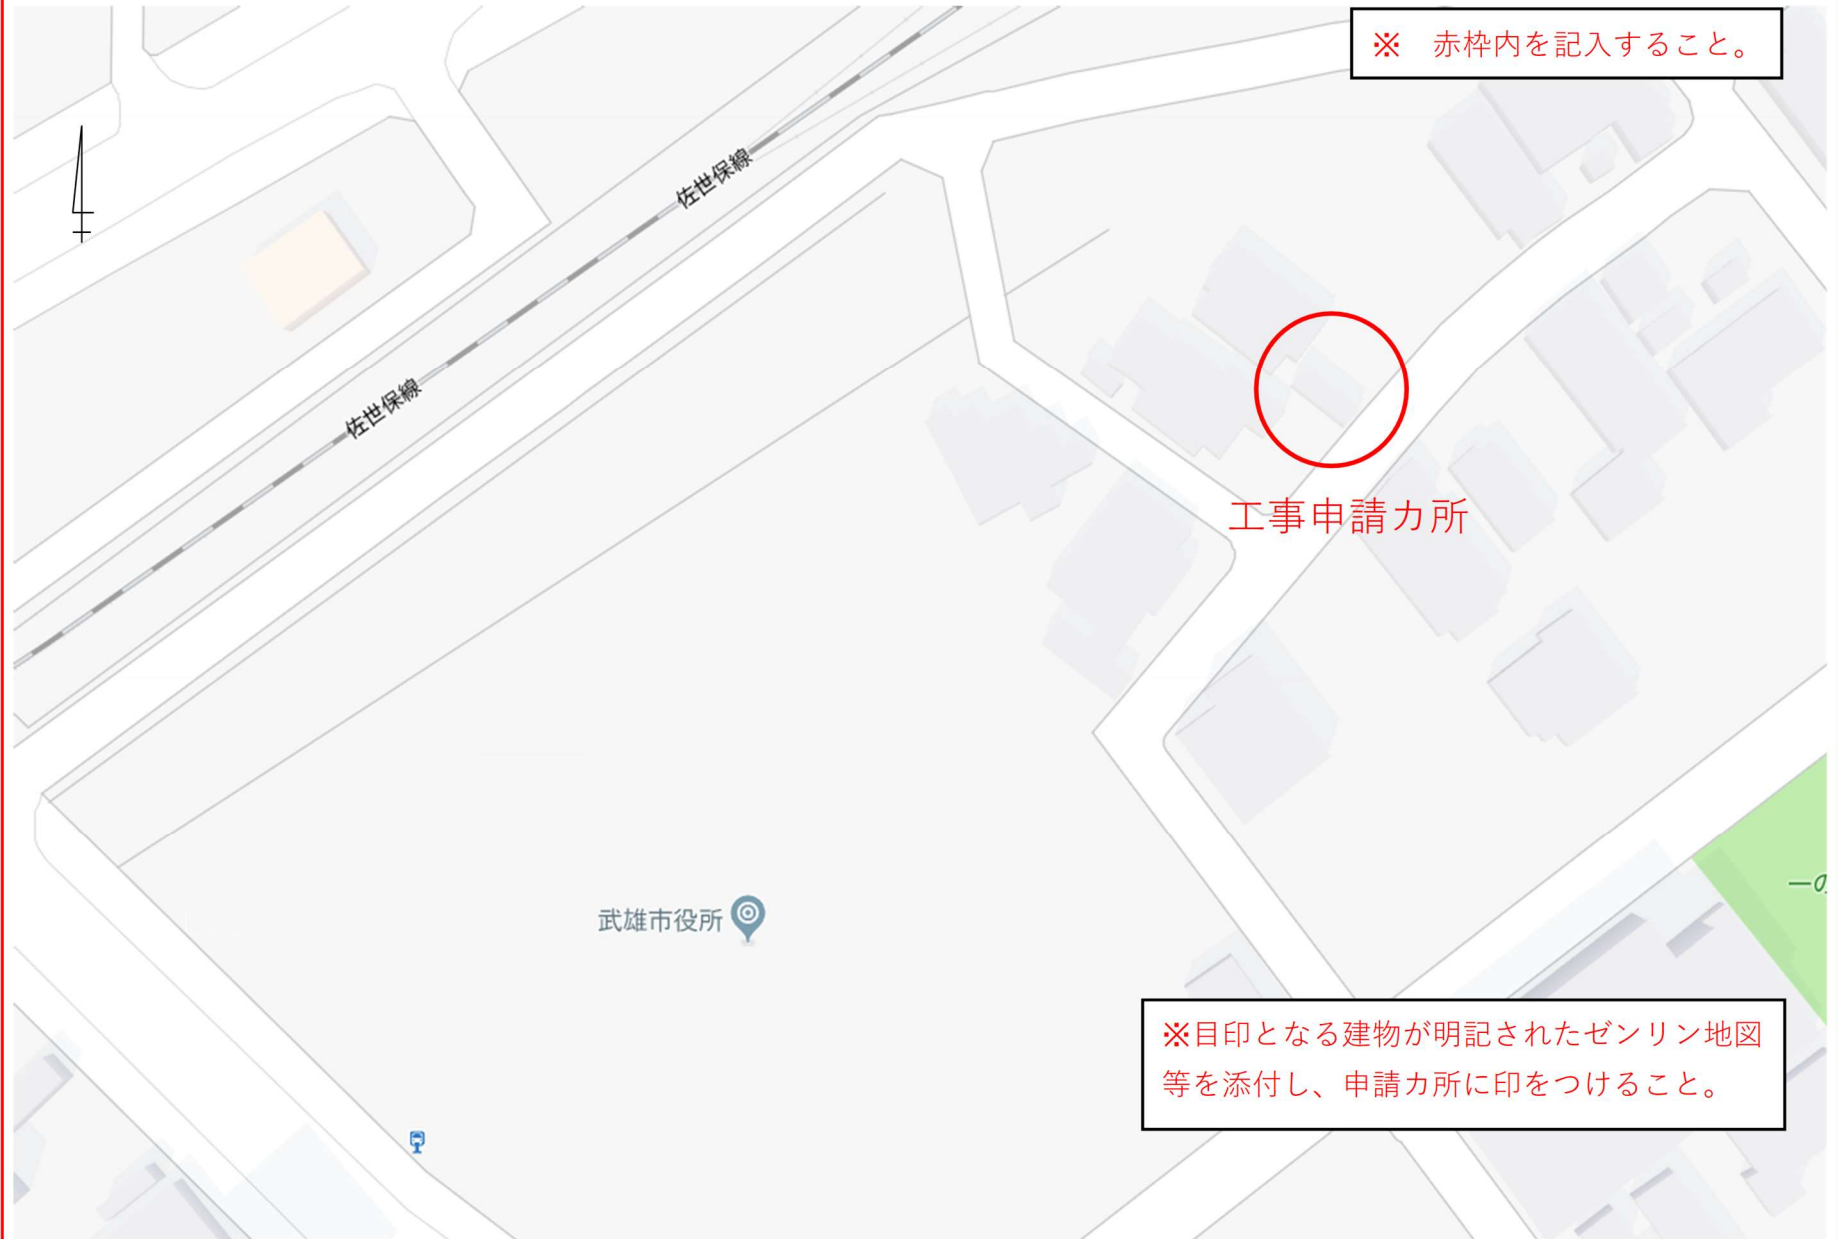 ※　赤枠内を記入すること。
佐世保線
佐世保線
工事申請カ所
武雄市役所
一の
※目印となる建物が明記されたゼンリン地図
等を添付し、申請カ所に印をつけること。